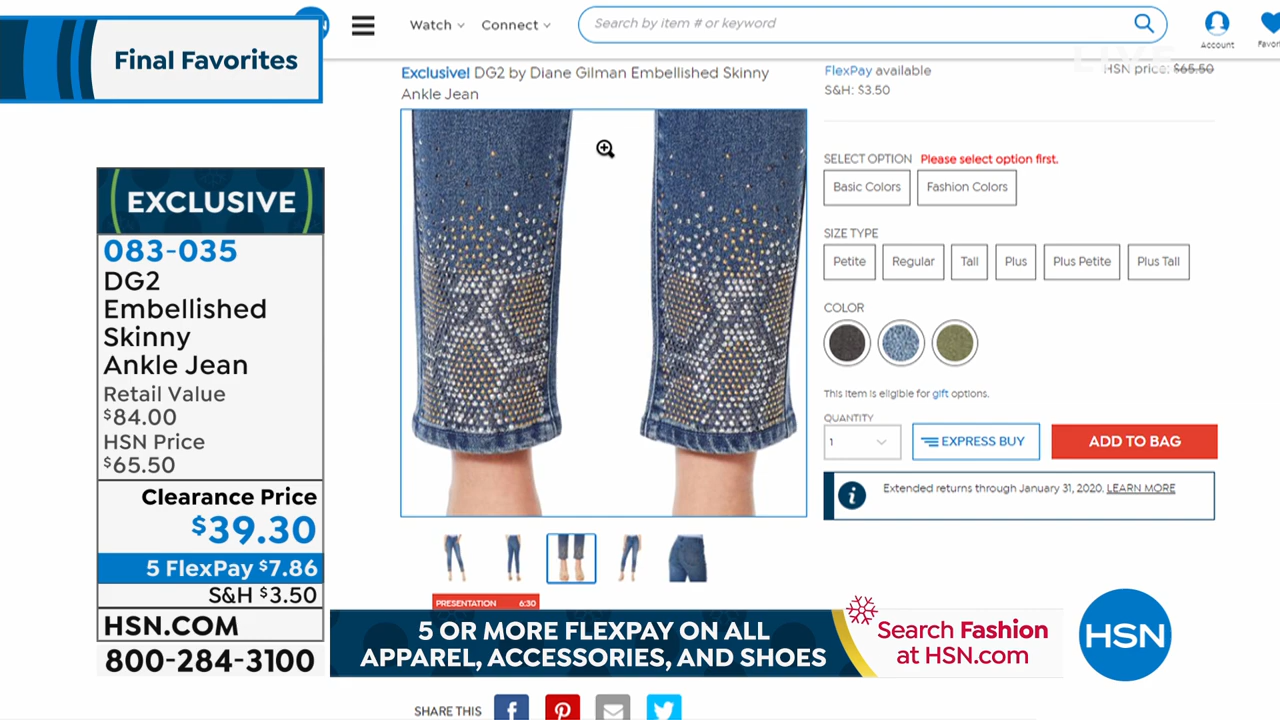 Final Favorites
Watch
Connect
Search by item # or keyword
Account
LIVE
Exclusive! DG2 by Diane Gilman Embellished Skinny
Ankle Jean
FlexPay available
HSN price: $65.50
S&H: $3.50
SELECT OPTION Please select option first.
Basic Colors
Fashion Colors
SIZE TYPE
Petite
Regular
Tall
Plus
Plus Petite
Plus Tall
COLOR
This item is eligible for gift options.
QUANTITY
1
EXPRESS BUY
ADD TO BAG
Extended returns through January 31, 2020. LEARN MORE
EXCLUSIVE
083-035
DG2
Embellished
Skinny
Ankle Jean
Retail Value
$84.00
HSN Price
$65.50
Clearance Price
$39.30
5 FlexPay $7.86
S&H $3.50
HSN.COM
800-284-3100
PRESENTATION 6:30
5 OR MORE FLEXPAY ON ALL
APPAREL, ACCESSORIES, AND SHOES
Search Fashion
at HSN.com
HSN
SHARE THIS